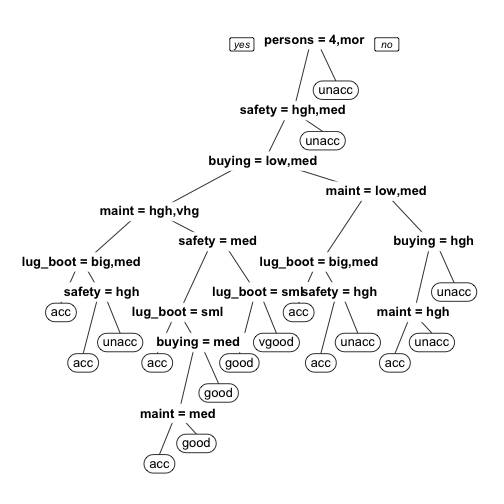 yes persons = 4,mor no
unacc
safety = hgh,med
unacc
buying = low,med
maint = low,med
maint = hgh,vhg
safety = med
buying = hgh
lug_boot = big,med
lug_boot = big,med
safety = hgh
lug_boot = sml
safety = hgh
unacc
acc
lug_boot = sml
acc
maint = hgh
unacc
buying = med
vgood
unacc
unacc
acc
acc
good
acc
acc
good
maint = med
good
acc